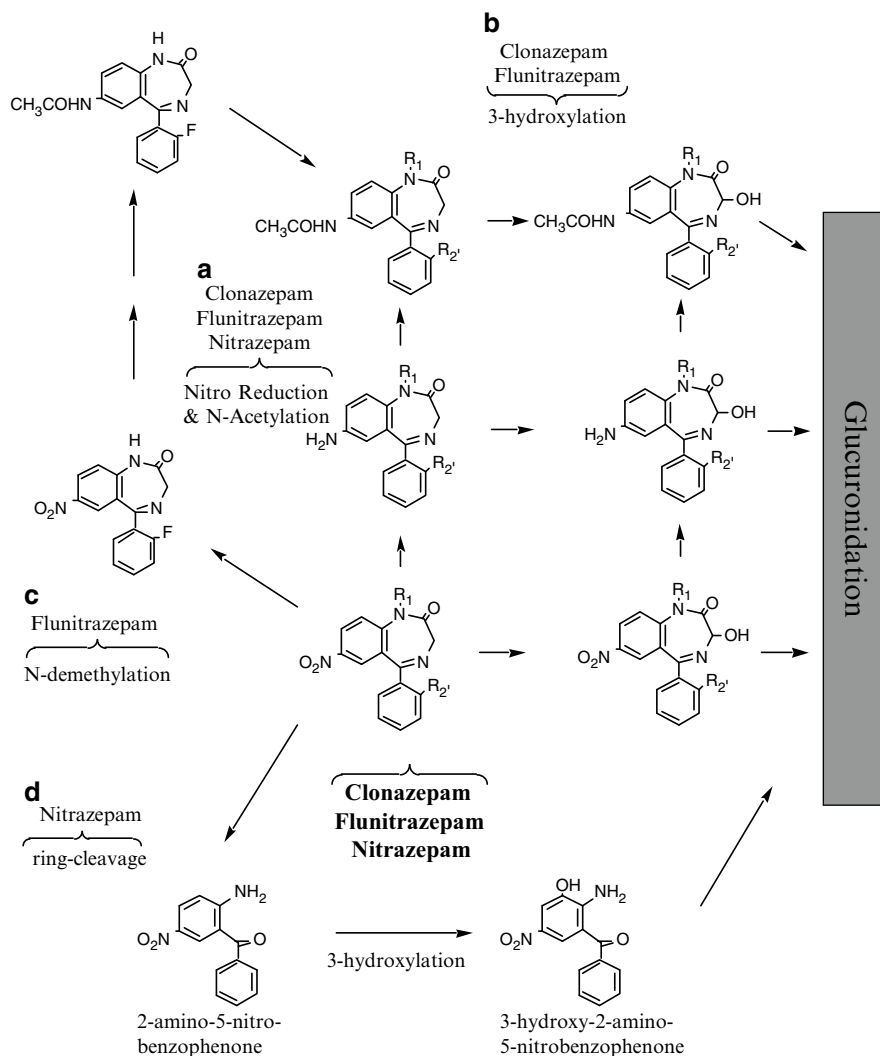 b
Clonazepam
Flunitrazepam
3-hydroxylation
H
N
O
N
CH₃COHN
F
R₁
N
O
N
CH₃COHN
R₂'
R₁
N
O
OH
N
CH₃COHN
R₂'
a
Clonazepam
Flunitrazepam
Nitrazepam
Nitro Reduction
& N-Acetylation
R₁
N
O
N
H₂N
R₂'
R₁
N
O
OH
N
H₂N
R₂'
Glucuronidation
H
N
O
N
O₂N
F
c
Flunitrazepam
N-demethylation
R₁
N
O
N
O₂N
R₂'
R₁
N
O
OH
N
O₂N
R₂'
Clonazepam
Flunitrazepam
Nitrazepam
d
Nitrazepam
ring-cleavage
NH₂
O₂N
O
2-amino-5-nitro-
benzophenone
3-hydroxylation
OH
NH₂
O₂N
O
3-hydroxy-2-amino-
5-nitrobenzophenone